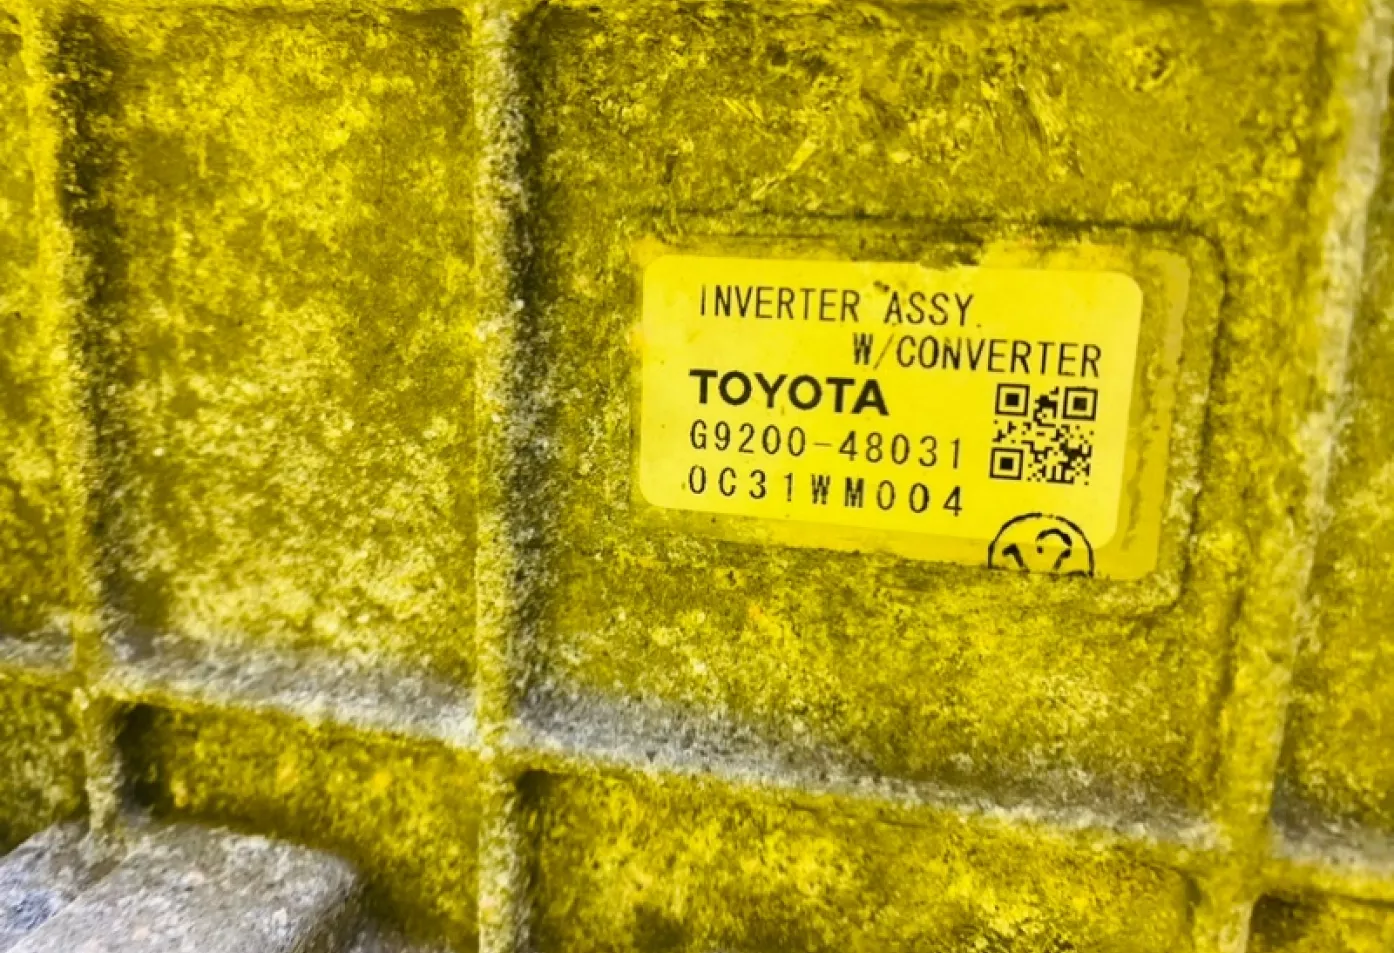 INVERTER ASSY
W/CONVERTER
TOYOTA
G9200-48031
0C31WM004